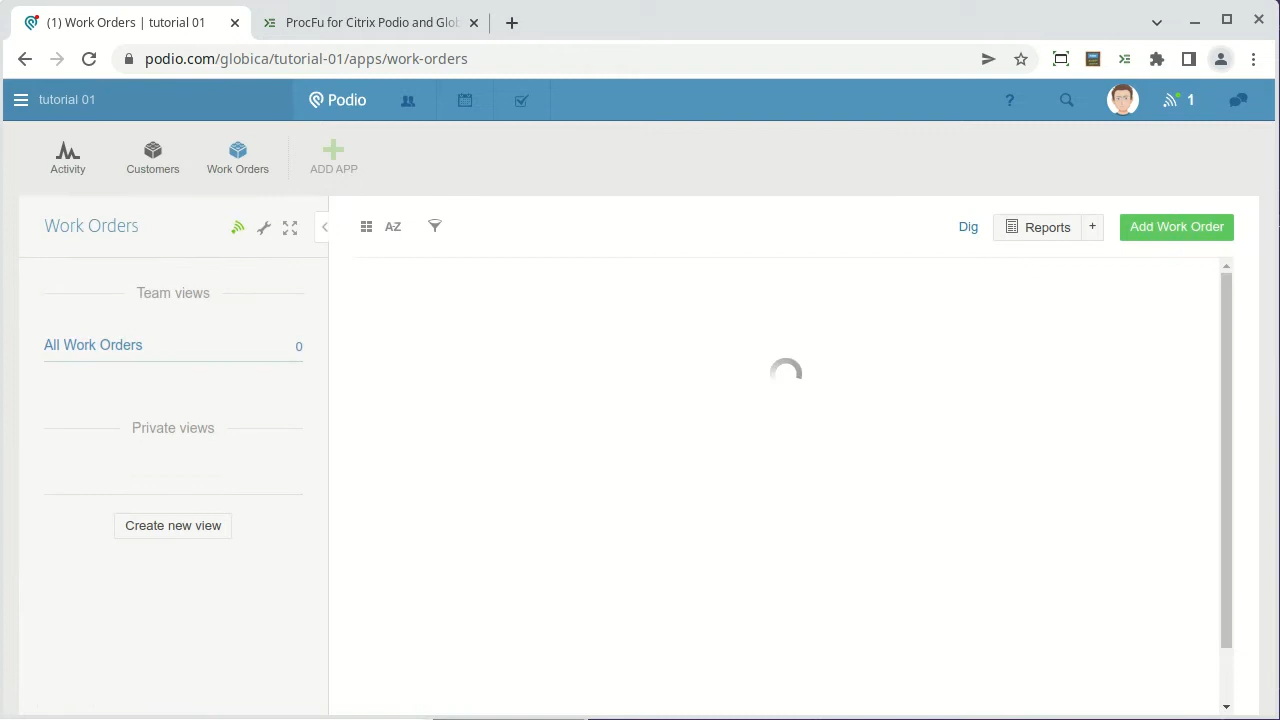 (1) Work Orders | tutorial 01
ProcFu for Citrix Podio and Glob
podio.com/globica/tutorial-01/apps/work-orders
tutorial 01
Podio
?
1
Activity
Customers
Work Orders
ADD APP
Work Orders
A-Z
Dig
Reports
+
Add Work Order
Team views
All Work Orders 0
Private views
Create new view